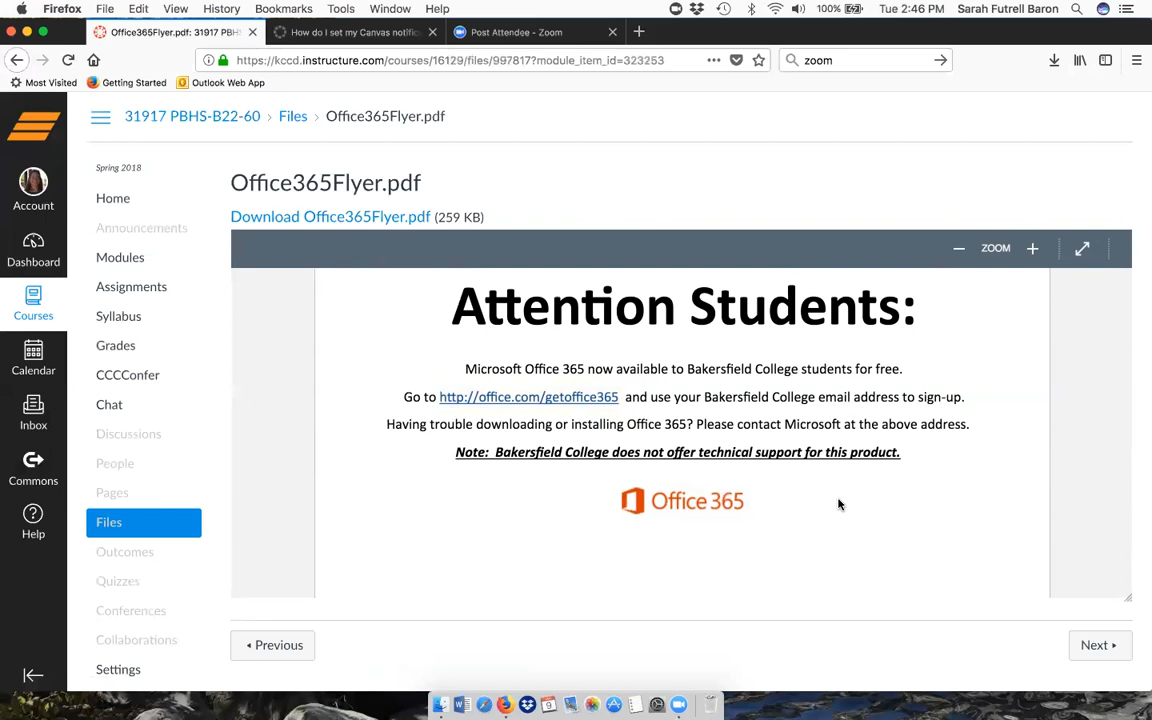 Firefox File Edit View History Bookmarks Tools Window Help 100% Tue 2:46 PM Sarah Futrell Baron
Office365Flyer.pdf: 31917 PBH How do I set my Canvas notific Post Attendee - Zoom
https://kccd.instructure.com/courses/16129/files/997817?module_item_id=323253 zoom
Most Visited Getting Started Outlook Web App
31917 PBHS-B22-60 › Files › Office365Flyer.pdf
Spring 2018
Account
Dashboard
Courses
Calendar
Inbox
Commons
Help
Home
Announcements
Modules
Assignments
Syllabus
Grades
CCCConfer
Chat
Discussions
People
Pages
Files
Outcomes
Quizzes
Conferences
Collaborations
Settings
Office365Flyer.pdf
Download Office365Flyer.pdf (259 KB)
ZOOM
Attention Students:
Microsoft Office 365 now available to Bakersfield College students for free.
Go to http://office.com/getoffice365 and use your Bakersfield College email address to sign-up.
Having trouble downloading or installing Office 365? Please contact Microsoft at the above address.
Note: Bakersfield College does not offer technical support for this product.
Office 365
Previous
Next